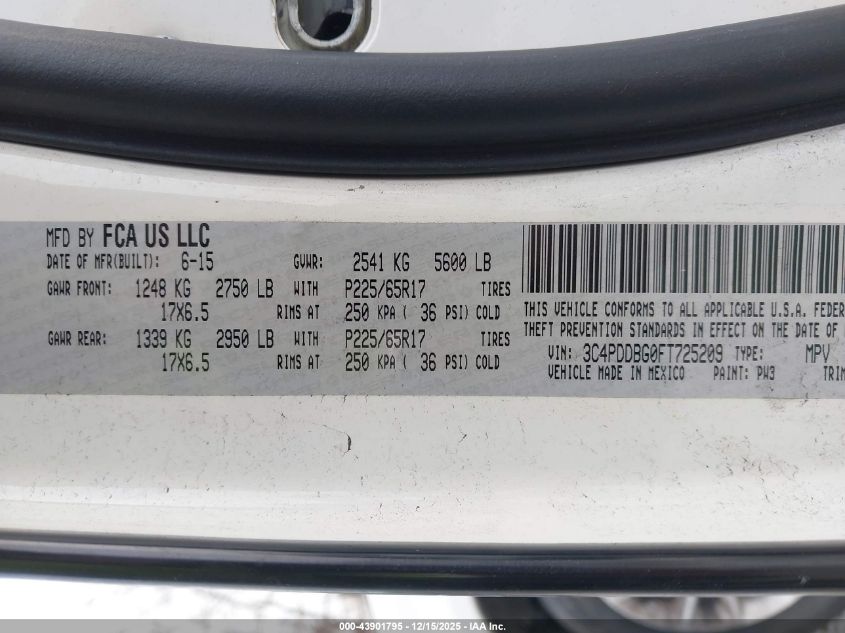 MFD BY FCA US LLC
DATE OF MFR(BUILT): 6-15 GVWR: 2541 KG 5600 LB
GAWR FRONT: 1248 KG 2750 LB WITH P225/65R17 TIRES
17X6.5 RIMS AT 250 KPA ( 36 PSI) COLD
GAWR REAR: 1339 KG 2950 LB WITH P225/65R17 TIRES
17X6.5 RIMS AT 250 KPA ( 36 PSI) COLD
THIS VEHICLE CONFORMS TO ALL APPLICABLE U.S.A. FEDER
THEFT PREVENTION STANDARDS IN EFFECT ON THE DATE OF
VIN: 3C4PDDBG0FT725209 TYPE: MPV
VEHICLE MADE IN MEXICO PAINT: PW3 TRIM
000-43901795 - 12/15/2025 - IAA Inc.